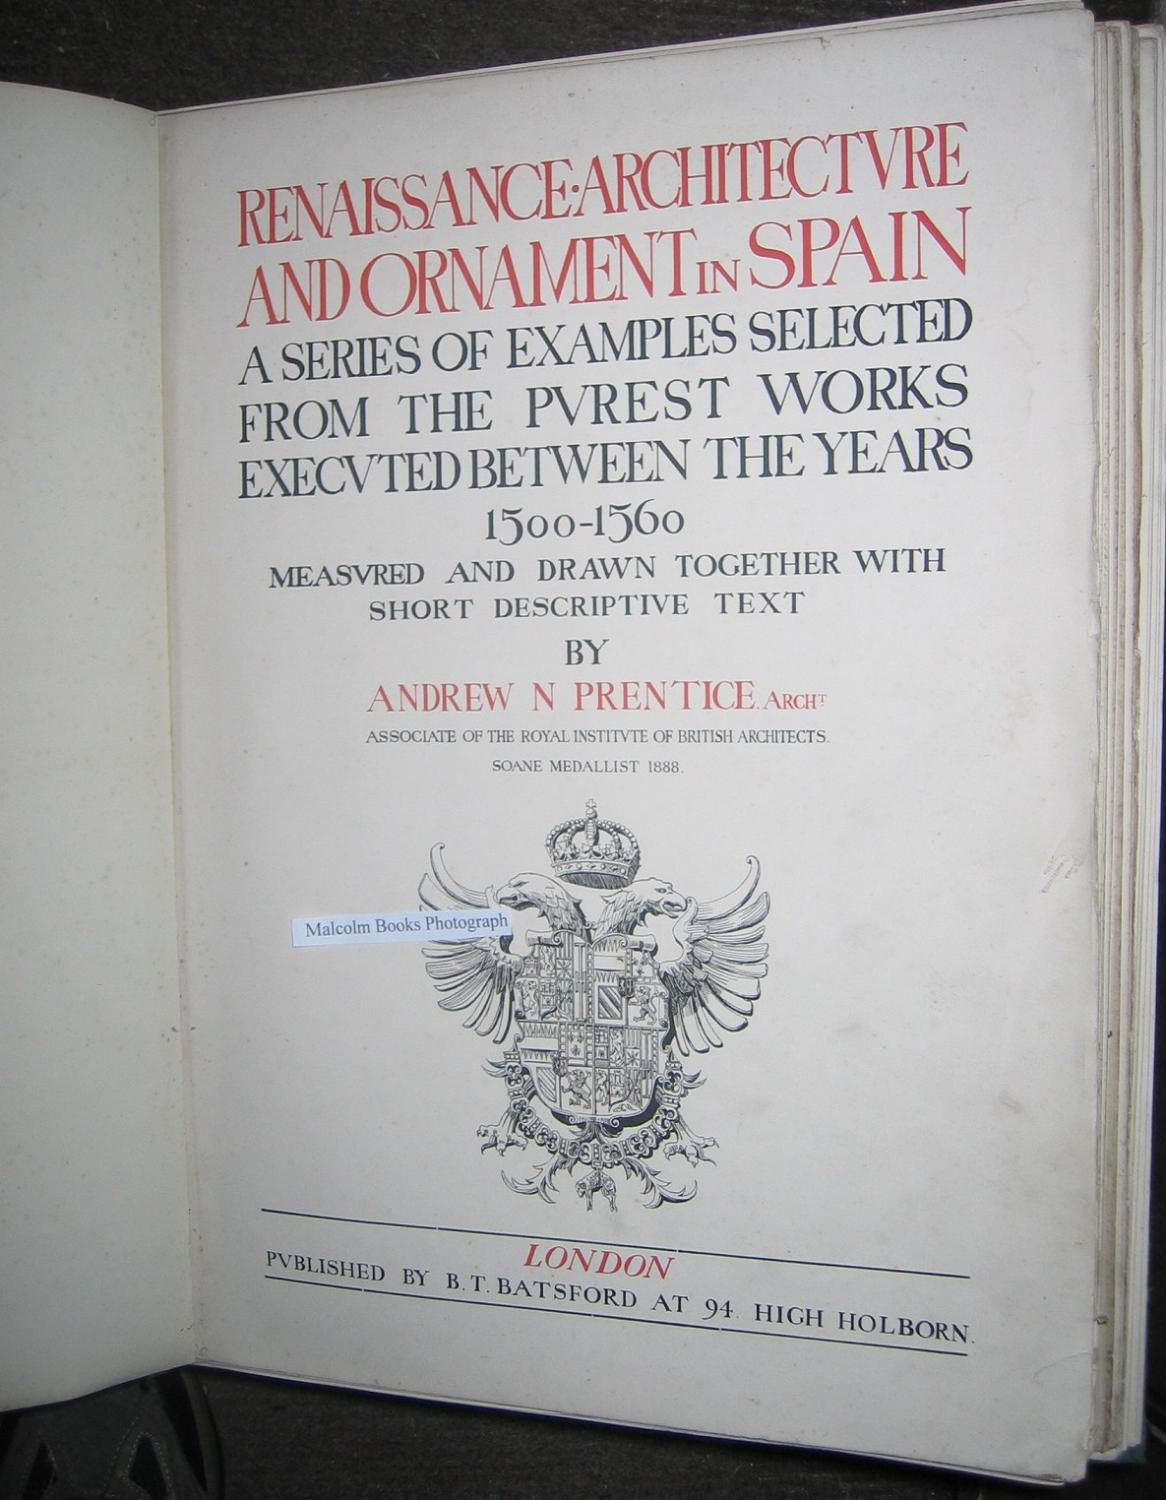 RENAISSANCE·ARCHITECTVRE
AND ORNAMENT IN SPAIN
A SERIES OF EXAMPLES SELECTED
FROM THE PVREST WORKS
EXECVTED BETWEEN THE YEARS
1500-1560
MEASVRED AND DRAWN TOGETHER WITH
SHORT DESCRIPTIVE TEXT
BY
ANDREW N PRENTICE. ARCHT
ASSOCIATE OF THE ROYAL INSTITVTE OF BRITISH ARCHITECTS.
SOANE MEDALLIST 1888.
Malcolm Books Photograph
LONDON
PVBLISHED BY B.T. BATSFORD AT 94. HIGH HOLBORN.